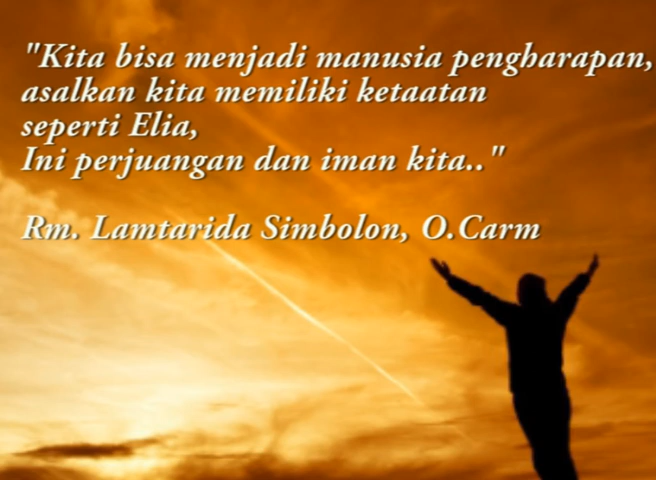 "Kita bisa menjadi manusia pengharapan,
asalkan kita memiliki ketaatan
seperti Elia,
Ini perjuangan dan iman kita.."
Rm. Lamtarida Simbolon, O.Carm